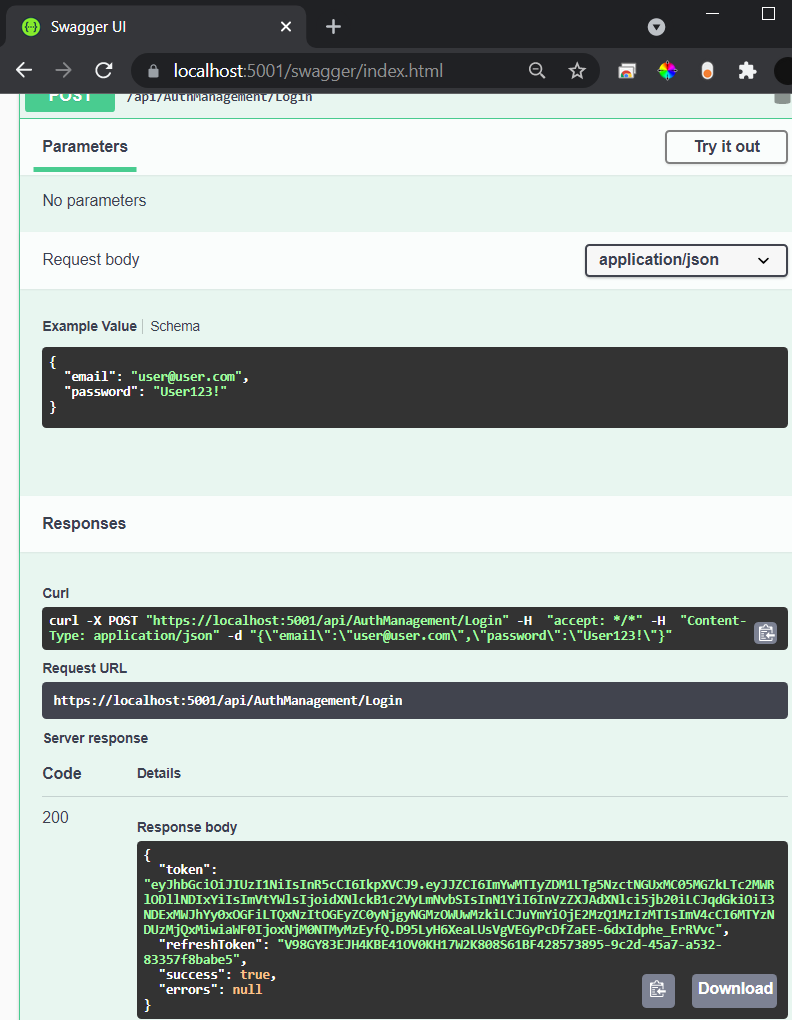 Swagger UI
localhost:5001/swagger/index.html
POST /api/AuthManagement/Login
Parameters
Try it out
No parameters
Request body
application/json
Example Value Schema
{
"email": "user@user.com",
"password": "User123!"
}
Responses
Curl
curl -X POST "https://localhost:5001/api/AuthManagement/Login" -H  "accept: */*" -H  "Content-
Type: application/json" -d "{\"email\":\"user@user.com\",\"password\":\"User123!\"}"
Request URL
https://localhost:5001/api/AuthManagement/Login
Server response
Code Details
200
Response body
{
"token":
"eyJhbGciOiJIUzI1NiIsInR5cCI6IkpXVCJ9.eyJJZCI6ImYwMTIyZDM1LTg5NzctNGUxMC05MGZkLTc2MWR
lODllNDIxYiIsImVtYWlsIjoidXNlckB1c2VyLmNvbSIsInN1YiI6InVzZXJAdXNlci5jb20iLCJqdGkiOiI3
NDExMWJhYy0xOGFiLTQxNzItOGEyZC0yNjgyNGMzOWUwMzkiLCJuYmYiOjE2MzQ1MzIzMTIsImV4cCI6MTYzN
DUzMjQxMiwiaWF0IjoxNjM0NTMyMzEyfQ.D95LyH6XeaLUsVgVEGyPcDfZaEE-6dxIdphe_ErRVvc",
"refreshToken": "V98GY83EJH4KBE41OV0KH17W2K808S61BF428573895-9c2d-45a7-a532-
83357f8babe5",
"success": true,
"errors": null
}
Download